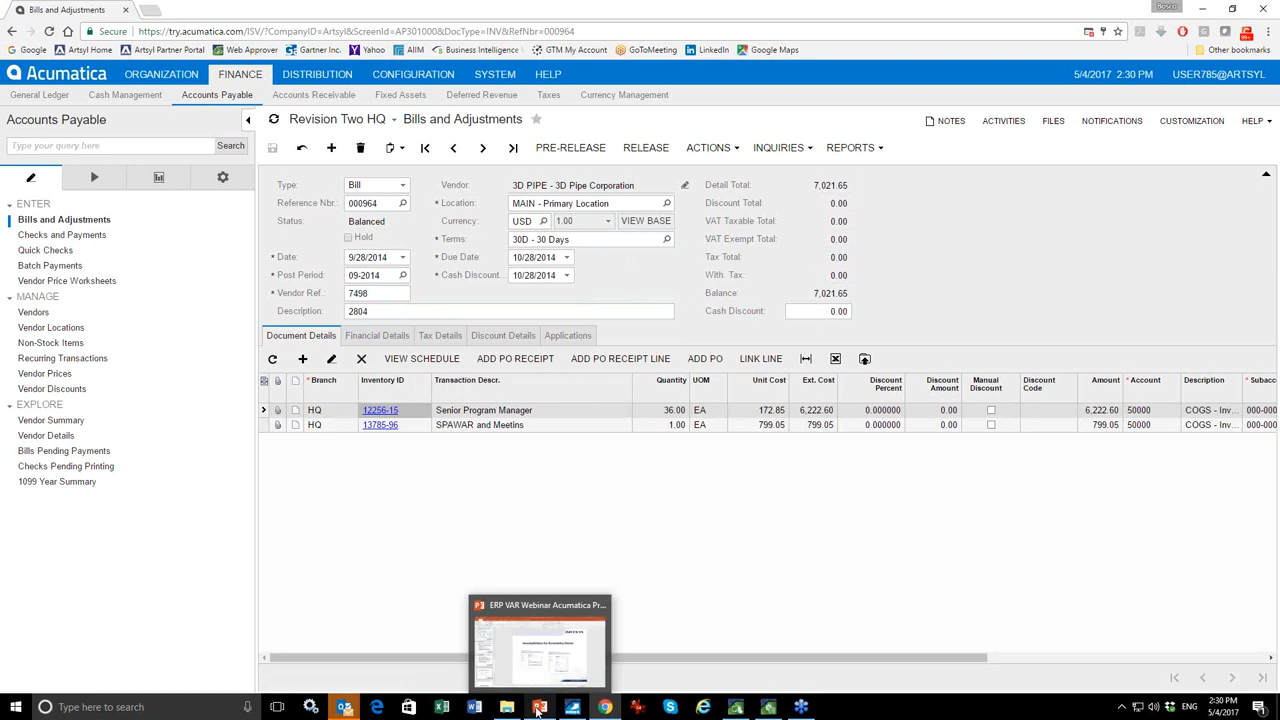 Bills and Adjustments
Bosco
Secure https://try.acumatica.com/ISV/?CompanyID=Artsyl&ScreenId=AP301000&DocType=INV&RefNbr=000964
Google Artsyl Home Artsyl Partner Portal Web Approver Gartner Inc. Yahoo AIIM Business Intelligence GTM My Account GoToMeeting LinkedIn Google Maps Other bookmarks
Acumatica ORGANIZATION FINANCE DISTRIBUTION CONFIGURATION SYSTEM HELP 5/4/2017 2:30 PM USER785@ARTSYL
General Ledger Cash Management Accounts Payable Accounts Receivable Fixed Assets Deferred Revenue Taxes Currency Management
Accounts Payable
Type your query here Search
ENTER
Bills and Adjustments
Checks and Payments
Quick Checks
Batch Payments
Vendor Price Worksheets
MANAGE
Vendors
Vendor Locations
Non-Stock Items
Recurring Transactions
Vendor Prices
Vendor Discounts
EXPLORE
Vendor Summary
Vendor Details
Bills Pending Payments
Checks Pending Printing
1099 Year Summary
Revision Two HQ Bills and Adjustments
NOTES ACTIVITIES FILES NOTIFICATIONS CUSTOMIZATION HELP
PRE-RELEASE RELEASE ACTIONS INQUIRIES REPORTS
Type: Bill Vendor: 3D PIPE - 3D Pipe Corporation Detail Total: 7,021.65
Reference Nbr.: 000964 * Location: MAIN - Primary Location Discount Total: 0.00
Status: Balanced Currency: USD 1.00 VIEW BASE VAT Taxable Total: 0.00
Hold * Terms: 30D - 30 Days VAT Exempt Total: 0.00
* Date: 9/28/2014 * Due Date: 10/28/2014 Tax Total: 0.00
* Post Period: 09-2014 * Cash Discount... 10/28/2014 With. Tax: 0.00
* Vendor Ref.: 7498 Balance: 7,021.65
Description: 2804 Cash Discount: 0.00
Document Details Financial Details Tax Details Discount Details Applications
VIEW SCHEDULE ADD PO RECEIPT ADD PO RECEIPT LINE ADD PO LINK LINE
* Branch Inventory ID Transaction Descr. Quantity UOM Unit Cost Ext. Cost Discount Percent Discount Amount Manual Discount Discount Code Amount * Account Description * Subacc
HQ 12256-15 Senior Program Manager 36.00 EA 172.85 6,222.60 0.000000 0.00 6,222.60 50000 COGS - Inv... 000-000
HQ 13785-96 SPAWAR and Meetins 1.00 EA 799.05 799.05 0.000000 0.00 799.05 50000 COGS - Inv... 000-000
ERP VAR Webinar Acumatica Pr...
ARTSYL
Type here to search
2:30 PM
5/4/2017